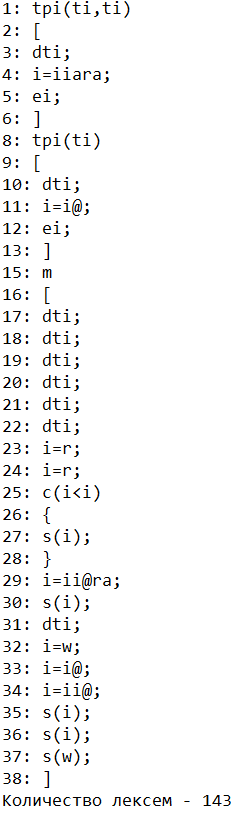 1: tpi(ti,ti)
2: [
3: dti;
4: i=iiara;
5: ei;
6: ]
8: tpi(ti)
9: [
10: dti;
11: i=i@;
12: ei;
13: ]
15: m
16: [
17: dti;
18: dti;
19: dti;
20: dti;
21: dti;
22: dti;
23: i=r;
24: i=r;
25: c(i<i)
26: {
27: s(i);
28: }
29: i=ii@ra;
30: s(i);
31: dti;
32: i=w;
33: i=i@;
34: i=ii@;
35: s(i);
36: s(i);
37: s(w);
38: ]
Количество лексем - 143